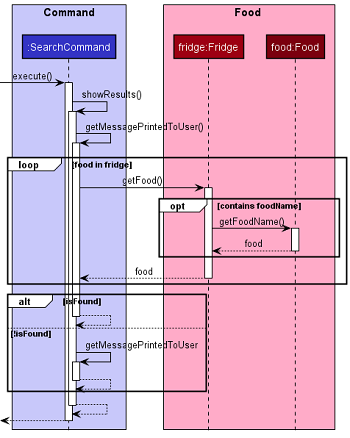 Command
Food
:SearchCommand
fridge:Fridge
food:Food
execute()
showResults()
getMessagePrintedToUser()
loop
[food in fridge]
getFood()
opt
[contains foodName]
getFoodName()
food
food
alt
[isFound]
[!isFound]
getMessagePrintedToUser